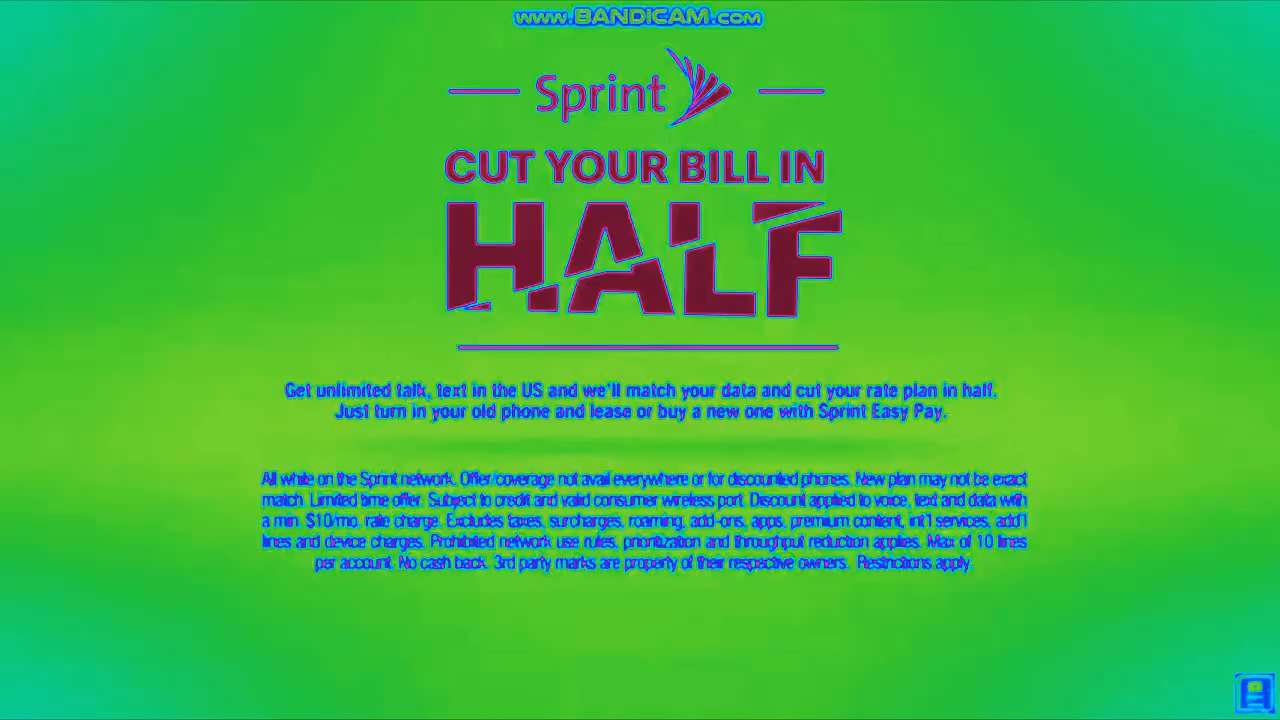 www.BANDICAM.com
Sprint
CUT YOUR BILL IN
HALF
Get unlimited talk, text in the US and we'll match your data and cut your rate plan in half.
Just turn in your old phone and lease or buy a new one with Sprint Easy Pay.
All while on the Sprint network. Offer/coverage not avail everywhere or for discounted phones. New plan may not be exact
match. Limited time offer. Subject to credit and valid consumer wireless port. Discount applied to voice, text and data with
a min. $10/mo. rate charge. Excludes taxes, surcharges, roaming, add-ons, apps, premium content, int'l services, add'l
lines and device charges. Prohibited network use rules, prioritization and throughput reduction applies. Max of 10 lines
per account. No cash back. 3rd party marks are property of their respective owners. Restrictions apply.